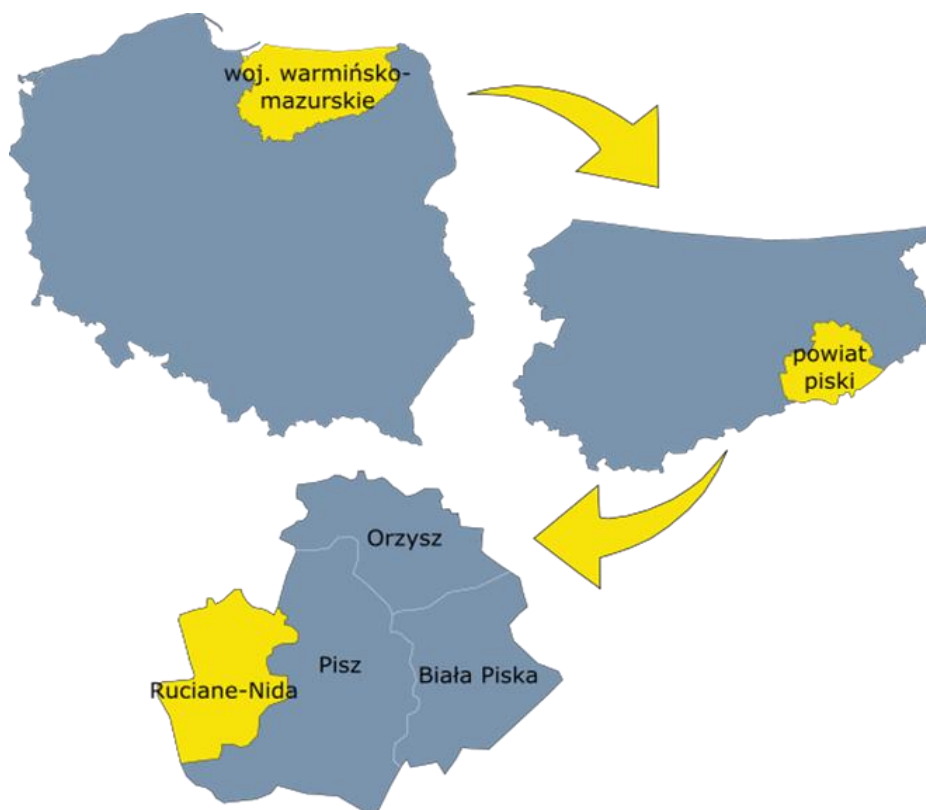 woj. warmińsko-
mazurskie
powiat
piski
Orzysz
Pisz
Biała Piska
Ruciane-Nida